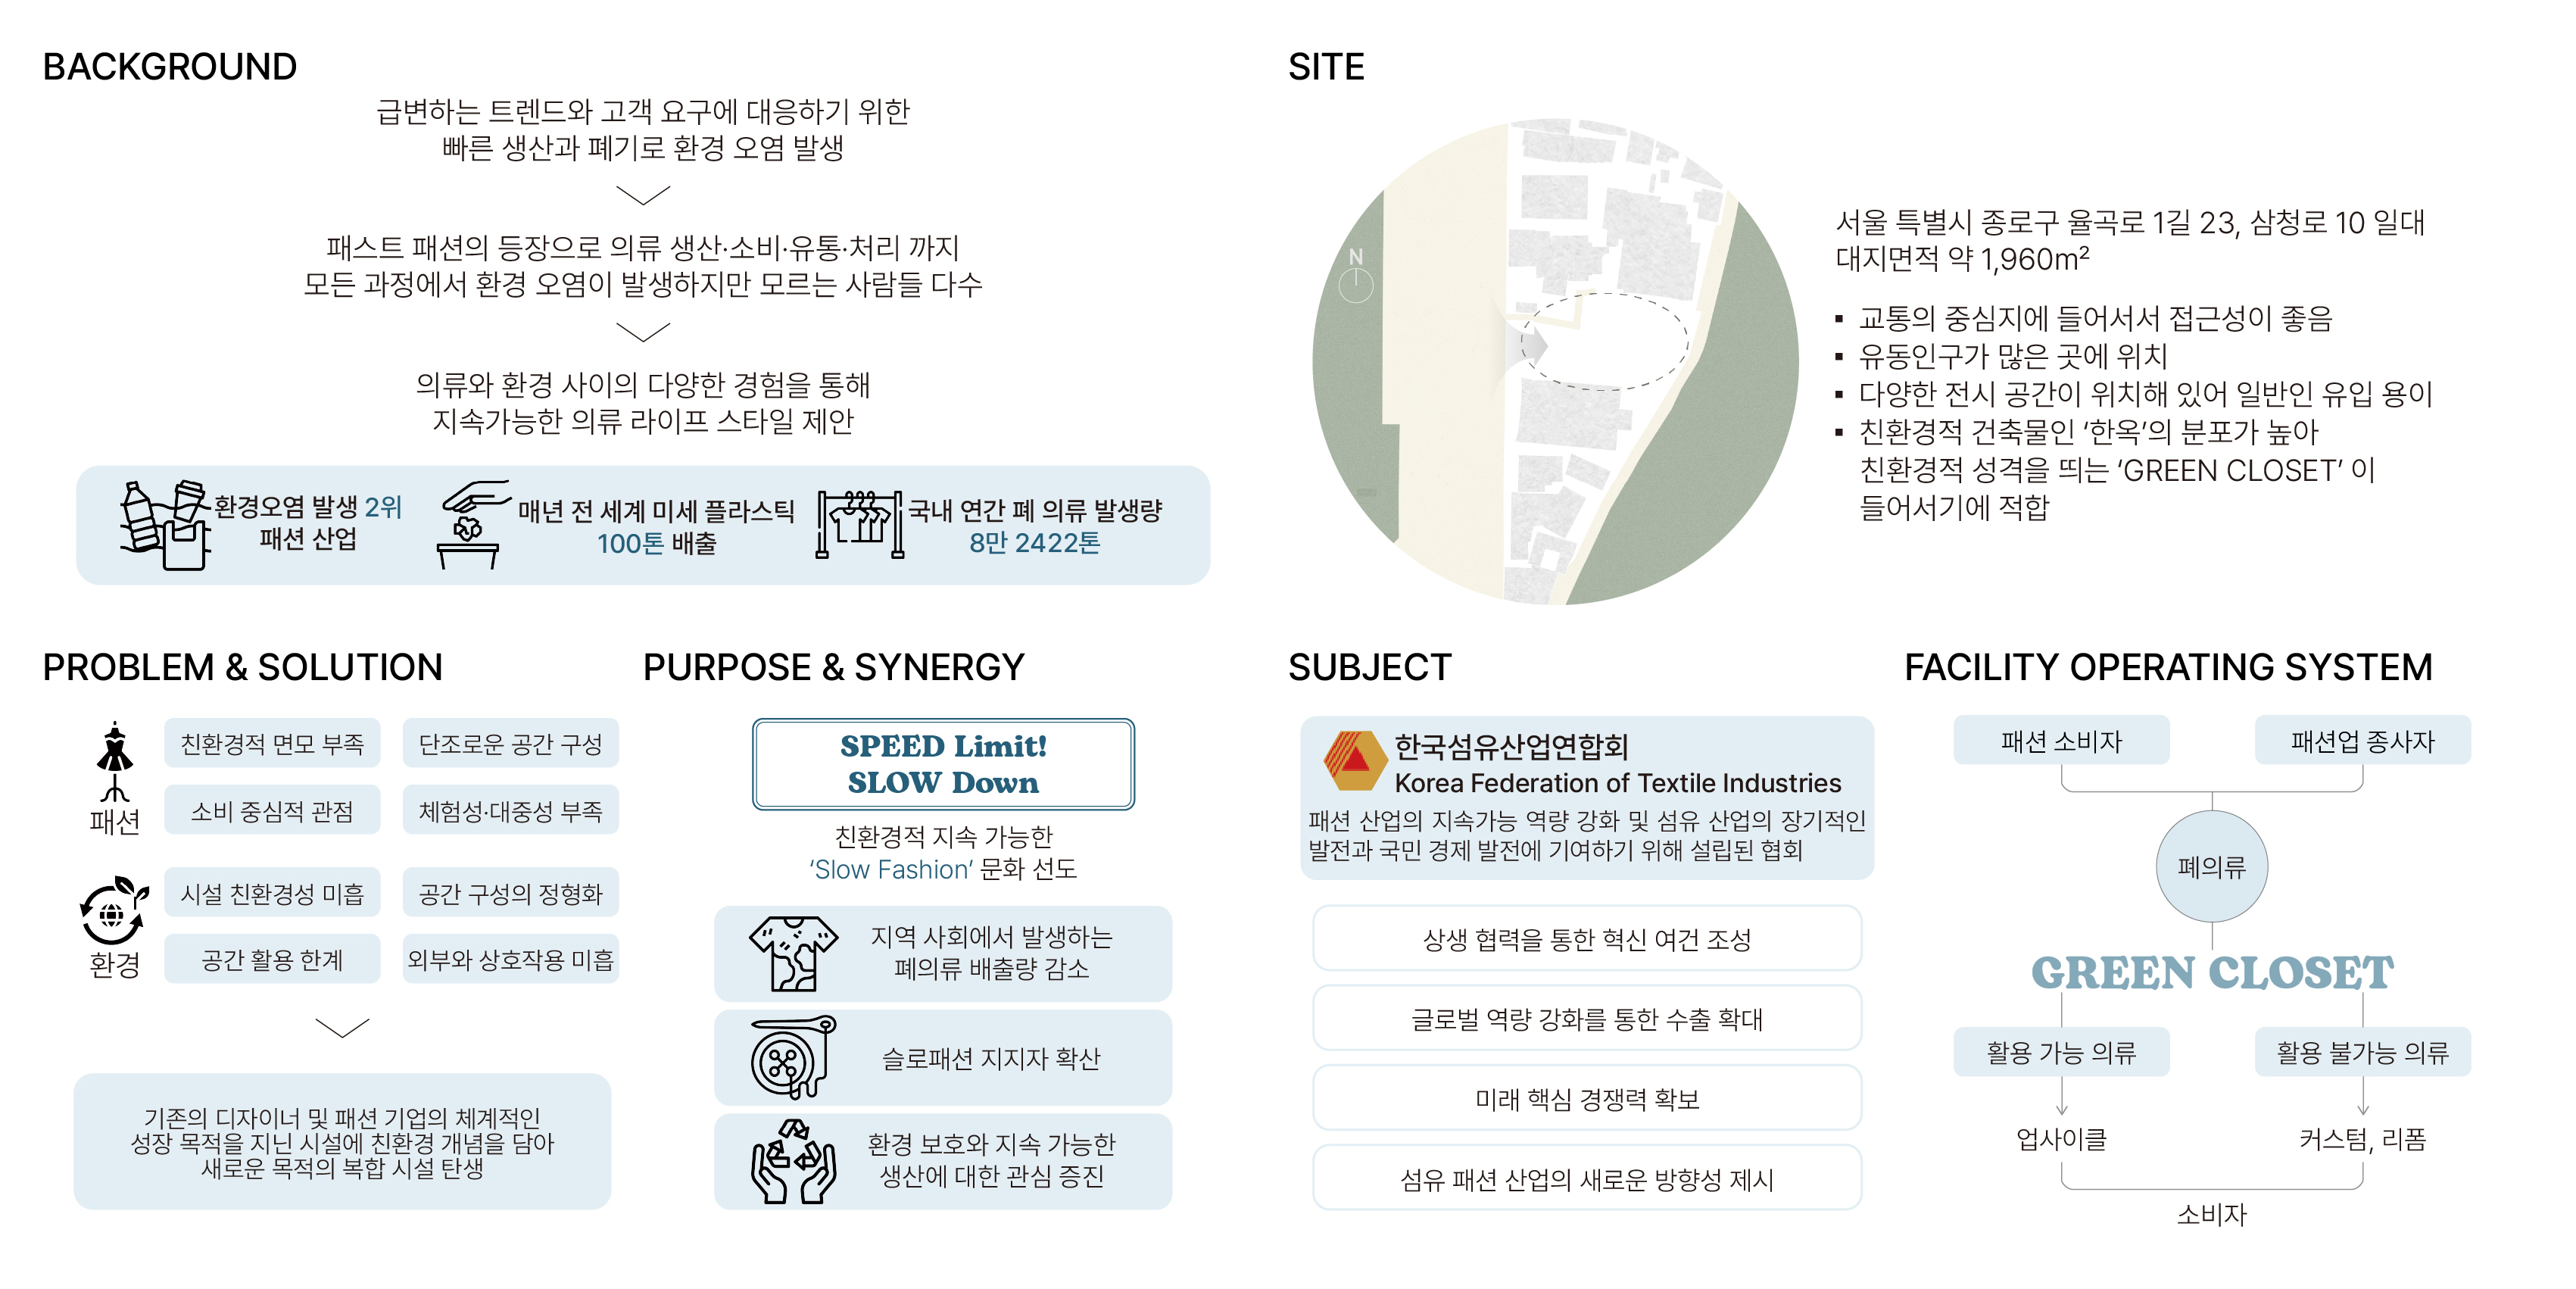 BACKGROUND
급변하는 트렌드와 고객 요구에 대응하기 위한
빠른 생산과 폐기로 환경 오염 발생
패스트 패션의 등장으로 의류 생산·소비·유통·처리 까지
모든 과정에서 환경 오염이 발생하지만 모르는 사람들 다수
의류와 환경 사이의 다양한 경험을 통해
지속가능한 의류 라이프 스타일 제안
환경오염 발생 2위
패션 산업
매년 전 세계 미세 플라스틱
100톤 배출
국내 연간 폐 의류 발생량
8만 2422톤
SITE
N
서울 특별시 종로구 율곡로 1길 23, 삼청로 10 일대
대지면적 약 1,960m²
▪ 교통의 중심지에 들어서서 접근성이 좋음
▪ 유동인구가 많은 곳에 위치
▪ 다양한 전시 공간이 위치해 있어 일반인 유입 용이
▪ 친환경적 건축물인 ‘한옥’의 분포가 높아
친환경적 성격을 띄는 ‘GREEN CLOSET’ 이
들어서기에 적합
PROBLEM & SOLUTION
패션
친환경적 면모 부족
단조로운 공간 구성
소비 중심적 관점
체험성·대중성 부족
환경
시설 친환경성 미흡
공간 구성의 정형화
공간 활용 한계
외부와 상호작용 미흡
기존의 디자이너 및 패션 기업의 체계적인
성장 목적을 지닌 시설에 친환경 개념을 담아
새로운 목적의 복합 시설 탄생
PURPOSE & SYNERGY
SPEED Limit!
SLOW Down
친환경적 지속 가능한
‘Slow Fashion’ 문화 선도
지역 사회에서 발생하는
폐의류 배출량 감소
슬로패션 지지자 확산
환경 보호와 지속 가능한
생산에 대한 관심 증진
SUBJECT
한국섬유산업연합회
Korea Federation of Textile Industries
패션 산업의 지속가능 역량 강화 및 섬유 산업의 장기적인
발전과 국민 경제 발전에 기여하기 위해 설립된 협회
상생 협력을 통한 혁신 여건 조성
글로벌 역량 강화를 통한 수출 확대
미래 핵심 경쟁력 확보
섬유 패션 산업의 새로운 방향성 제시
FACILITY OPERATING SYSTEM
패션 소비자
패션업 종사자
폐의류
GREEN CLOSET
활용 가능 의류
활용 불가능 의류
업사이클
커스텀, 리폼
소비자